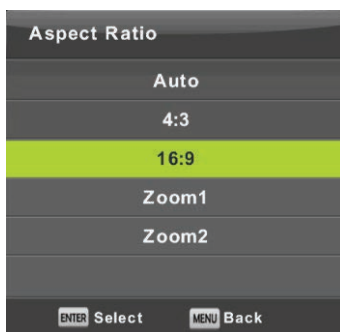 Aspect Ratio
Auto
4:3
16:9
Zoom1
Zoom2
ENTER Select MENU Back